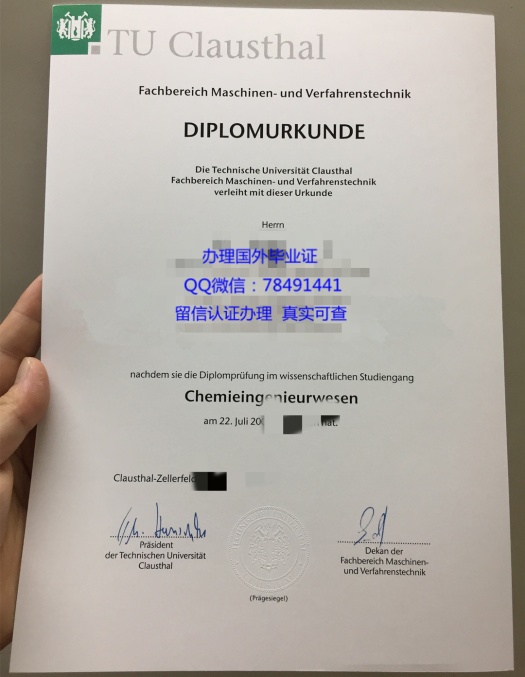 TU Clausthal
Fachbereich Maschinen- und Verfahrenstechnik
DIPLOMURKUNDE
Die Technische Universität Clausthal
Fachbereich Maschinen- und Verfahrenstechnik
verleiht mit dieser Urkunde
Herrn
办理国外毕业证
QQ微信：78491441
留信认证办理 真实可查
nachdem sie die Diplomprüfung im wissenschaftlichen Studiengang
Chemieingenieurwesen
am 22. Juli 20 hat.
Clausthal-Zellerfeld
Präsident
der Technischen Universität
Clausthal
(Prägesiegel)
Dekan der
Fachbereich Maschinen-
und Verfahrenstechnik